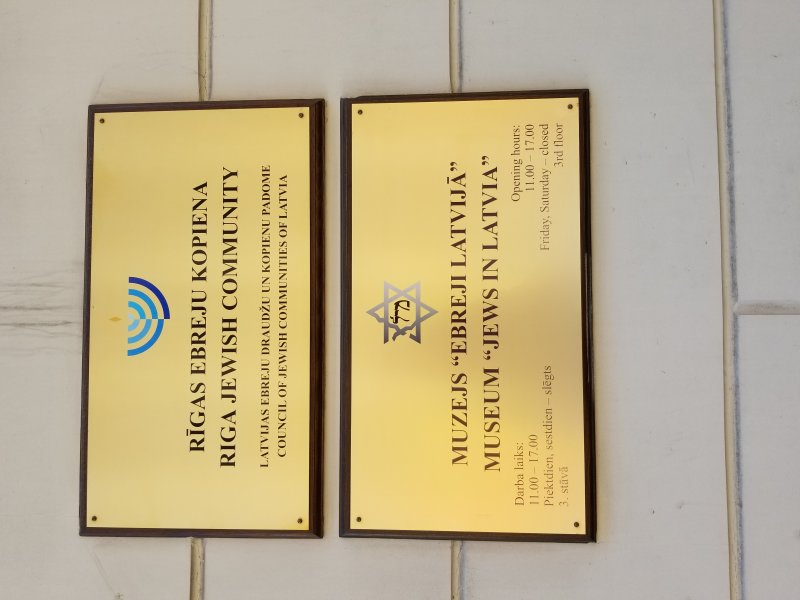 RĪGAS EBREJU KOPIENA
RIGA JEWISH COMMUNITY
LATVIJAS EBREJU DRAUDŽU UN KOPIENU PADOME
COUNCIL OF JEWISH COMMUNITIES OF LATVIA
MUZEJS “EBREJI LATVIJĀ”
MUSEUM “JEWS IN LATVIA”
Darba laiks:
11.00 – 17.00
Piektdien, sestdien – slēgts
3. stāvā
Opening hours:
11.00 – 17.00
Friday, Saturday – closed
3rd floor